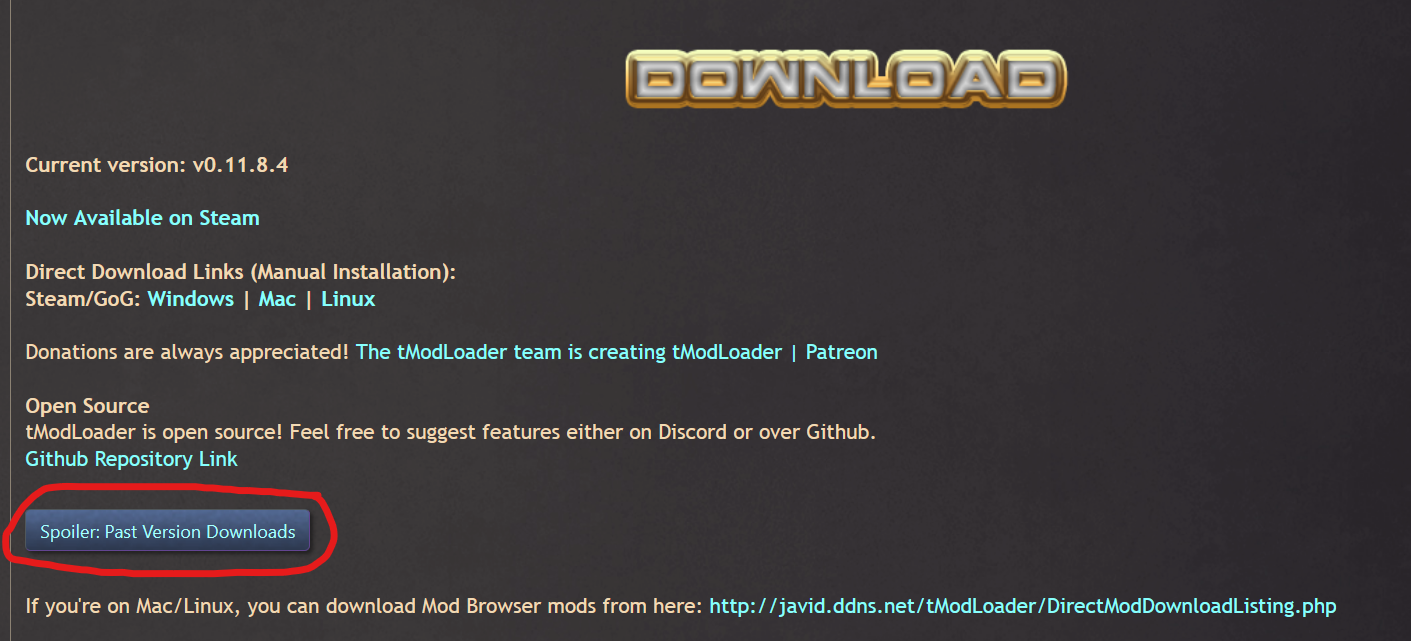 DOWNLOAD
Current version: v0.11.8.4
Now Available on Steam
Direct Download Links (Manual Installation):
Steam/GoG: Windows | Mac | Linux
Donations are always appreciated! The tModLoader team is creating tModLoader | Patreon
Open Source
tModLoader is open source! Feel free to suggest features either on Discord or over Github.
Github Repository Link
Spoiler: Past Version Downloads
If you're on Mac/Linux, you can download Mod Browser mods from here: http://javid.ddns.net/tModLoader/DirectModDownloadListing.php